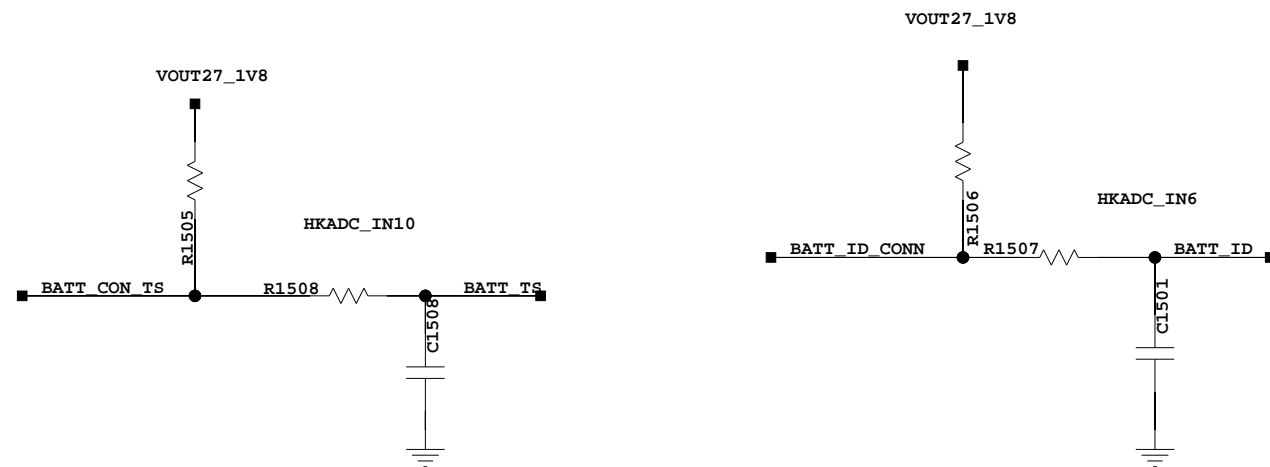 VOUT27_1V8
R1505
HKADC_IN10
BATT_CON_TS
R1508
BATT_TS
C1508
VOUT27_1V8
R1506
HKADC_IN6
BATT_ID_CONN
R1507
BATT_ID
C1501